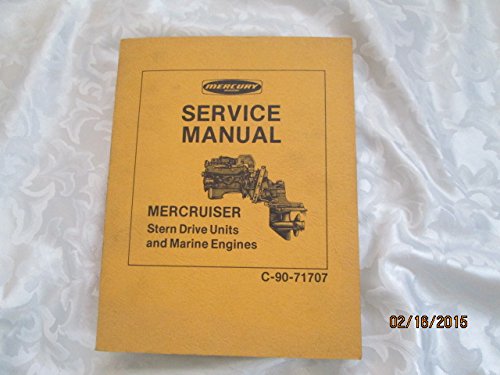 MERCURY
SERVICE
MANUAL
MERCRUISER
Stern Drive Units
and Marine Engines
C-90-71707
02/16/2015